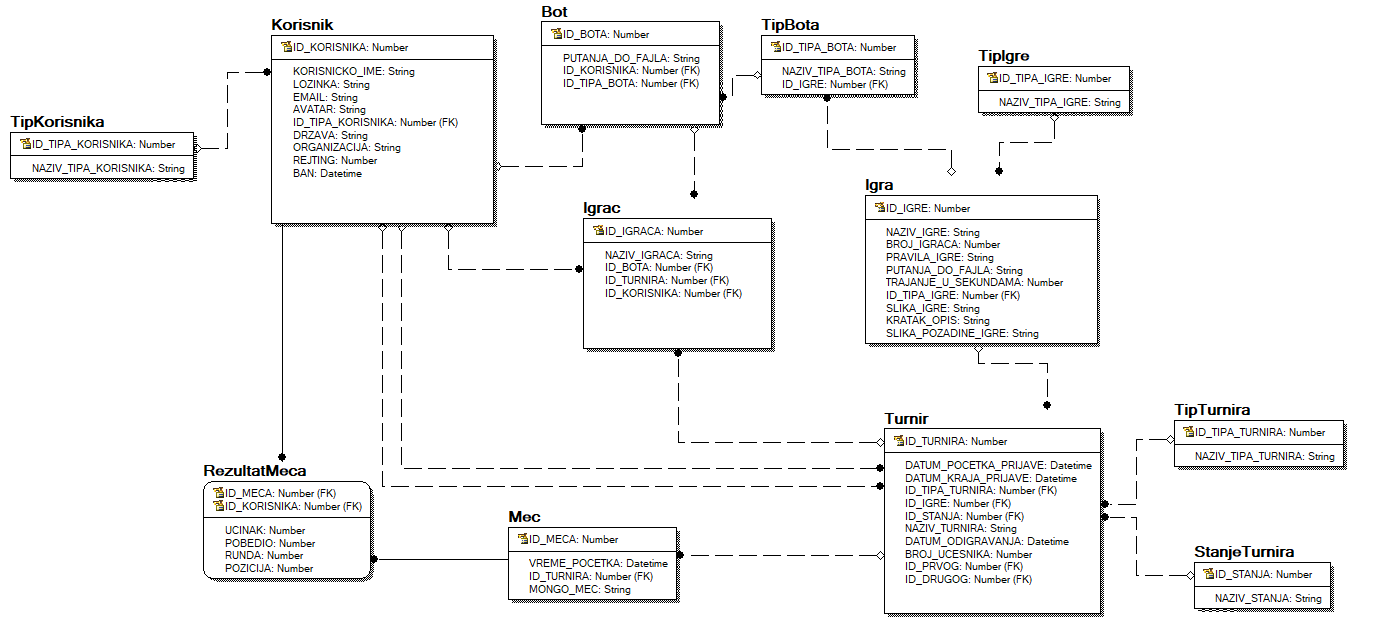 Korisnik
ID_KORISNIKA: Number
KORISNICKO_IME: String
LOZINKA: String
EMAIL: String
AVATAR: String
ID_TIPA_KORISNIKA: Number (FK)
DRZAVA: String
ORGANIZACIJA: String
REJTING: Number
BAN: Datetime
Bot
ID_BOTA: Number
PUTANJA_DO_FAJLA: String
ID_KORISNIKA: Number (FK)
ID_TIPA_BOTA: Number (FK)
TipBota
ID_TIPA_BOTA: Number
NAZIV_TIPA_BOTA: String
ID_IGRE: Number (FK)
TipIgre
ID_TIPA_IGRE: Number
NAZIV_TIPA_IGRE: String
TipKorisnika
ID_TIPA_KORISNIKA: Number
NAZIV_TIPA_KORISNIKA: String
Igrac
ID_IGRACA: Number
NAZIV_IGRACA: String
ID_BOTA: Number (FK)
ID_TURNIRA: Number (FK)
ID_KORISNIKA: Number (FK)
Igra
ID_IGRE: Number
NAZIV_IGRE: String
BROJ_IGRACA: Number
PRAVILA_IGRE: String
PUTANJA_DO_FAJLA: String
TRAJANJE_U_SEKUNDAMA: Number
ID_TIPA_IGRE: Number (FK)
SLIKA_IGRE: String
KRATAK_OPIS: String
SLIKA_POZADINE_IGRE: String
Turnir
ID_TURNIRA: Number
DATUM_POCETKA_PRIJAVE: Datetime
DATUM_KRAJA_PRIJAVE: Datetime
ID_TIPA_TURNIRA: Number (FK)
ID_IGRE: Number (FK)
ID_STANJA: Number (FK)
NAZIV_TURNIRA: String
DATUM_ODIGRAVANJA: Datetime
BROJ_UCESNIKA: Number
ID_PRVOG: Number (FK)
ID_DRUGOG: Number (FK)
TipTurnira
ID_TIPA_TURNIRA: Number
NAZIV_TIPA_TURNIRA: String
RezultatMeca
ID_MECA: Number (FK)
ID_KORISNIKA: Number (FK)
UCINAK: Number
POBEDIO: Number
RUNDA: Number
POZICIJA: Number
Mec
ID_MECA: Number
VREME_POCETKA: Datetime
ID_TURNIRA: Number (FK)
MONGO_MEC: String
StanjeTurnira
ID_STANJA: Number
NAZIV_STANJA: String